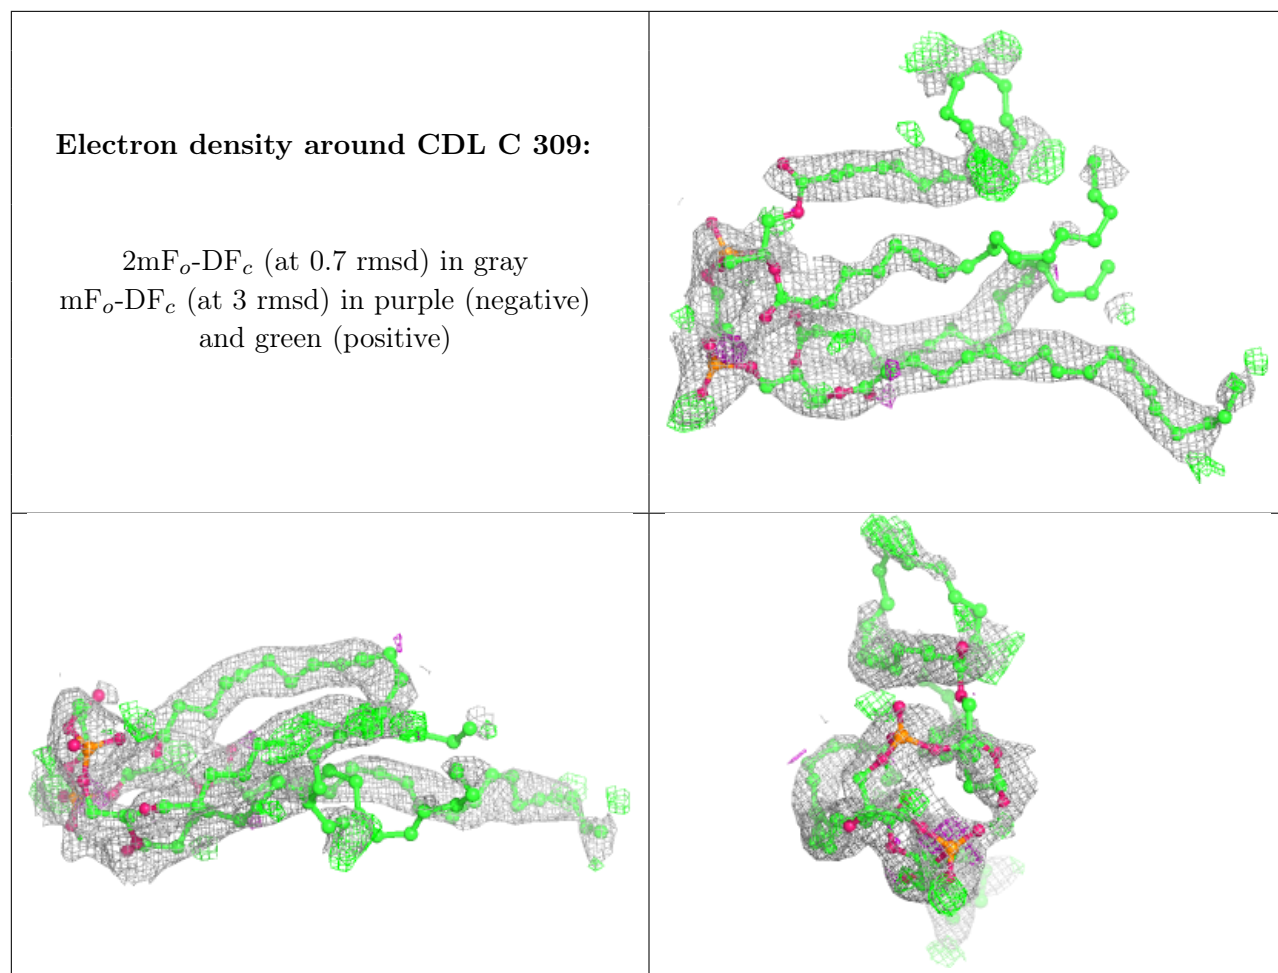 Electron density around CDL C 309:
2mFₒ-DF𝒸 (at 0.7 rmsd) in gray
mFₒ-DF𝒸 (at 3 rmsd) in purple (negative)
and green (positive)